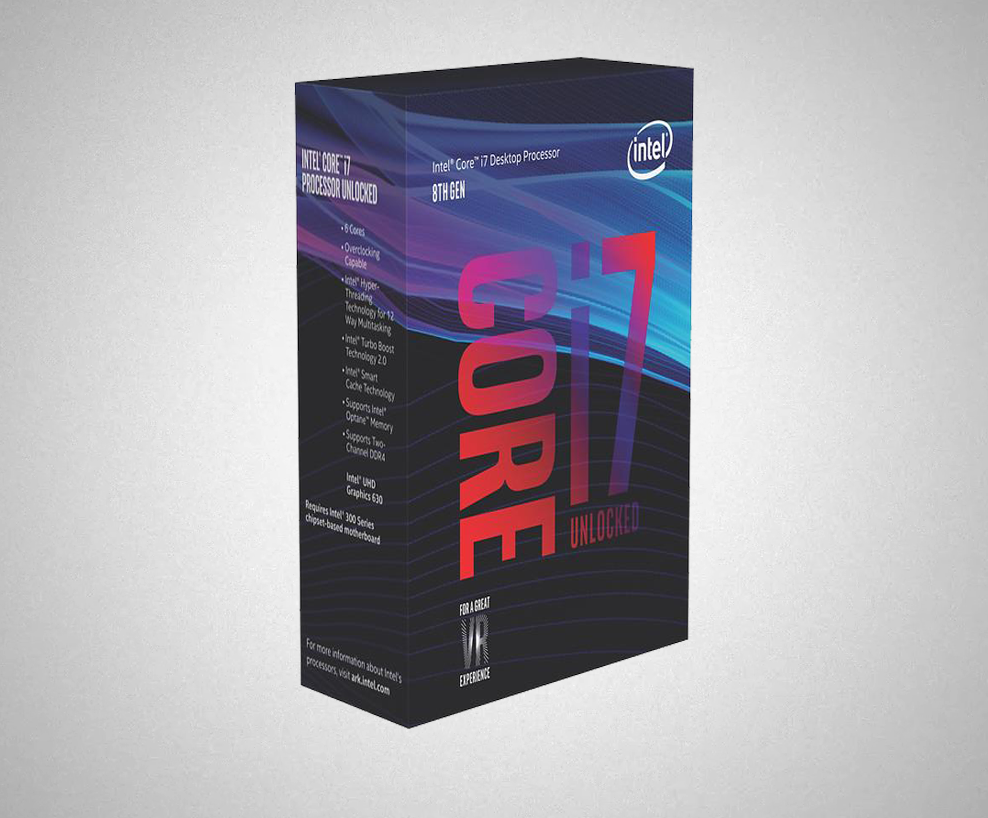 INTEL® CORE™ i7
PROCESSOR UNLOCKED
• 6 Cores
• Overclocking
Capable
• Intel® Hyper-
Threading
Technology for 12
Way Multitasking
• Intel® Turbo Boost
Technology 2.0
• Intel® Smart
Cache Technology
• Supports Intel®
Optane™ Memory
• Supports Two-
Channel DDR4
Intel® UHD
Graphics 630
Requires Intel® 300 Series
chipset-based motherboard
For more information about Intel's
processors, visit ark.intel.com
Intel® Core™ i7 Desktop Processor
8TH GEN
intel®
CORE
i7
UNLOCKED
FOR A GREAT
VR
EXPERIENCE